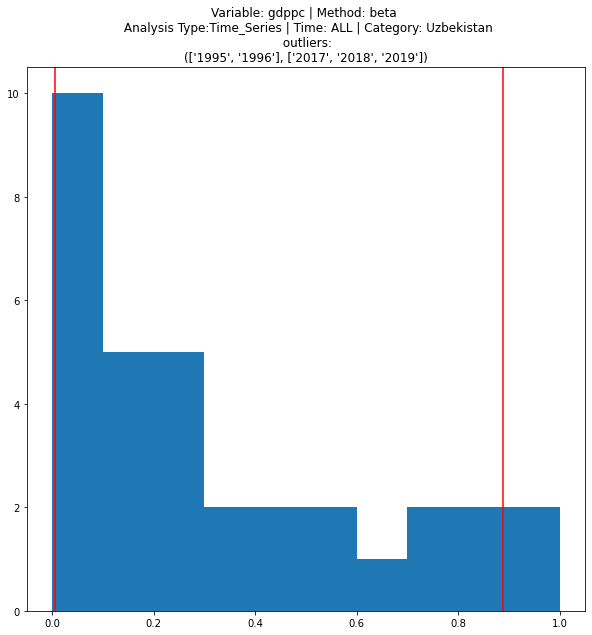 Variable: gdppc | Method: beta
Analysis Type:Time_Series | Time: ALL | Category: Uzbekistan
outliers:
(['1995', '1996'], ['2017', '2018', '2019'])
10
8
6
4
2
0
0.0 0.2 0.4 0.6 0.8 1.0